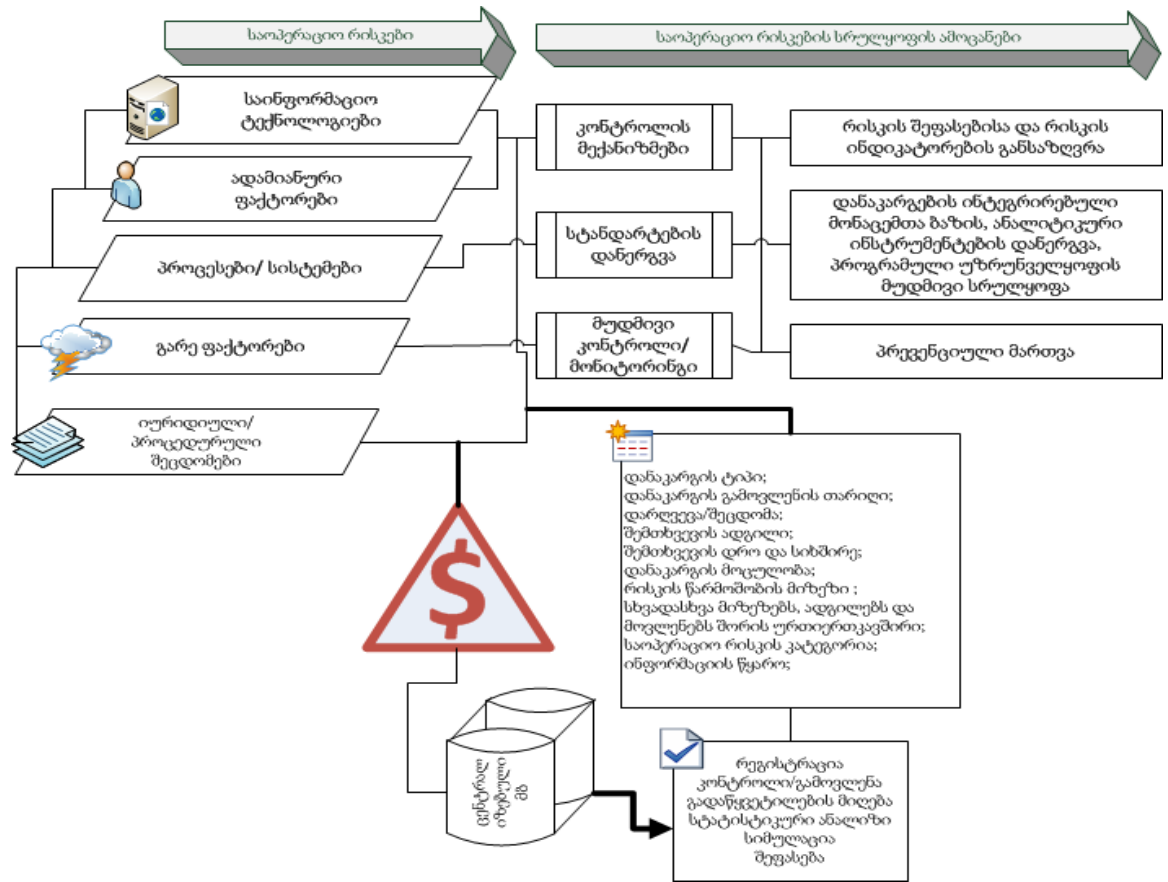 საოპერაციო რისკები
საოპერაციო რისკების სრულყოფის ამოცანები
საინფორმაციო
ტექნოლოგიები
ადამიანური
ფაქტორები
პროცესები/ სისტემები
გარე ფაქტორები
იურიდიული/
პროცედურული
შეცდომები
კონტროლის
მექანიზმები
სტანდარტების
დანერგვა
მუდმივი
კონტროლი/
მონიტორინგი
რისკის შეფასებისა და რისკის
ინდიკატორების განსაზღვრა
დანაკარგების ინტეგრირებული
მონაცემთა ბაზის, ანალიტიკური
ინსტრუმენტების დანერგვა,
პროგრამული უზრუნველყოფის
მუდმივი სრულყოფა
პრევენციული მართვა
დანაკარგის ტიპი;
დანაკარგის გამოვლენის თარიღი;
დარღვევა/შეცდომა;
შემთხვევის ადგილი;
შემთხვევის დრო და სიხშირე;
დანაკარგის მოცულობა;
რისკის წარმოშობის მიზეზი ;
სხვადასხვა მიზეზებს, ადგილებს და
მოვლენებს შორის ურთიერთკავშირი;
საოპერაციო რისკის კატეგორია;
ინფორმაციის წყარო;
$
ცენტრალ
იზებული
მბ
რეგისტრაცია
კონტროლი/გამოვლენა
გადაწყვეტილების მიღება
სტატისტიკური ანალიზი
სიმულაცია
შეფასება